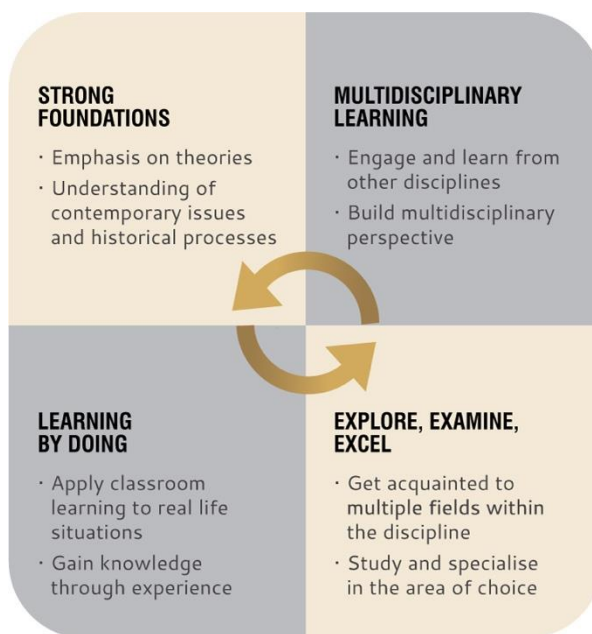 STRONG
FOUNDATIONS
· Emphasis on theories
· Understanding of
contemporary issues
and historical processes
MULTIDISCIPLINARY
LEARNING
· Engage and learn from
other disciplines
· Build multidisciplinary
perspective
LEARNING
BY DOING
· Apply classroom
learning to real life
situations
· Gain knowledge
through experience
EXPLORE, EXAMINE,
EXCEL
· Get acquainted to
multiple fields within
the discipline
· Study and specialise
in the area of choice